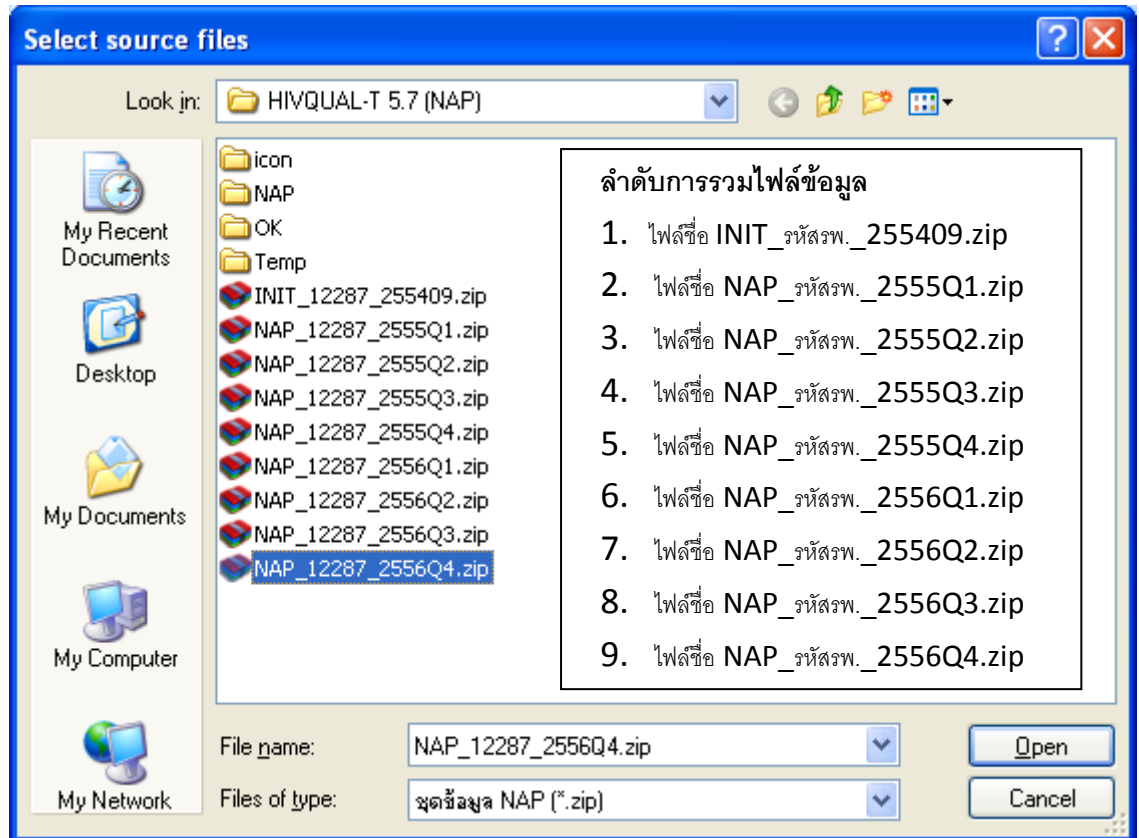 Select source files
Look in:
HIVQUAL-T 5.7 (NAP)
My Recent
Documents
Desktop
My Documents
My Computer
My Network
icon
NAP
OK
Temp
INIT_12287_255409.zip
NAP_12287_2555Q1.zip
NAP_12287_2555Q2.zip
NAP_12287_2555Q3.zip
NAP_12287_2555Q4.zip
NAP_12287_2556Q1.zip
NAP_12287_2556Q2.zip
NAP_12287_2556Q3.zip
NAP_12287_2556Q4.zip
ลำดับการรวมไฟล์ข้อมูล
1. ไฟล์ชื่อ INIT_รหัสรพ._255409.zip
2. ไฟล์ชื่อ NAP_รหัสรพ._2555Q1.zip
3. ไฟล์ชื่อ NAP_รหัสรพ._2555Q2.zip
4. ไฟล์ชื่อ NAP_รหัสรพ._2555Q3.zip
5. ไฟล์ชื่อ NAP_รหัสรพ._2555Q4.zip
6. ไฟล์ชื่อ NAP_รหัสรพ._2556Q1.zip
7. ไฟล์ชื่อ NAP_รหัสรพ._2556Q2.zip
8. ไฟล์ชื่อ NAP_รหัสรพ._2556Q3.zip
9. ไฟล์ชื่อ NAP_รหัสรพ._2556Q4.zip
File name:
NAP_12287_2556Q4.zip
Open
Files of type:
ชุดข้อมูล NAP (*.zip)
Cancel